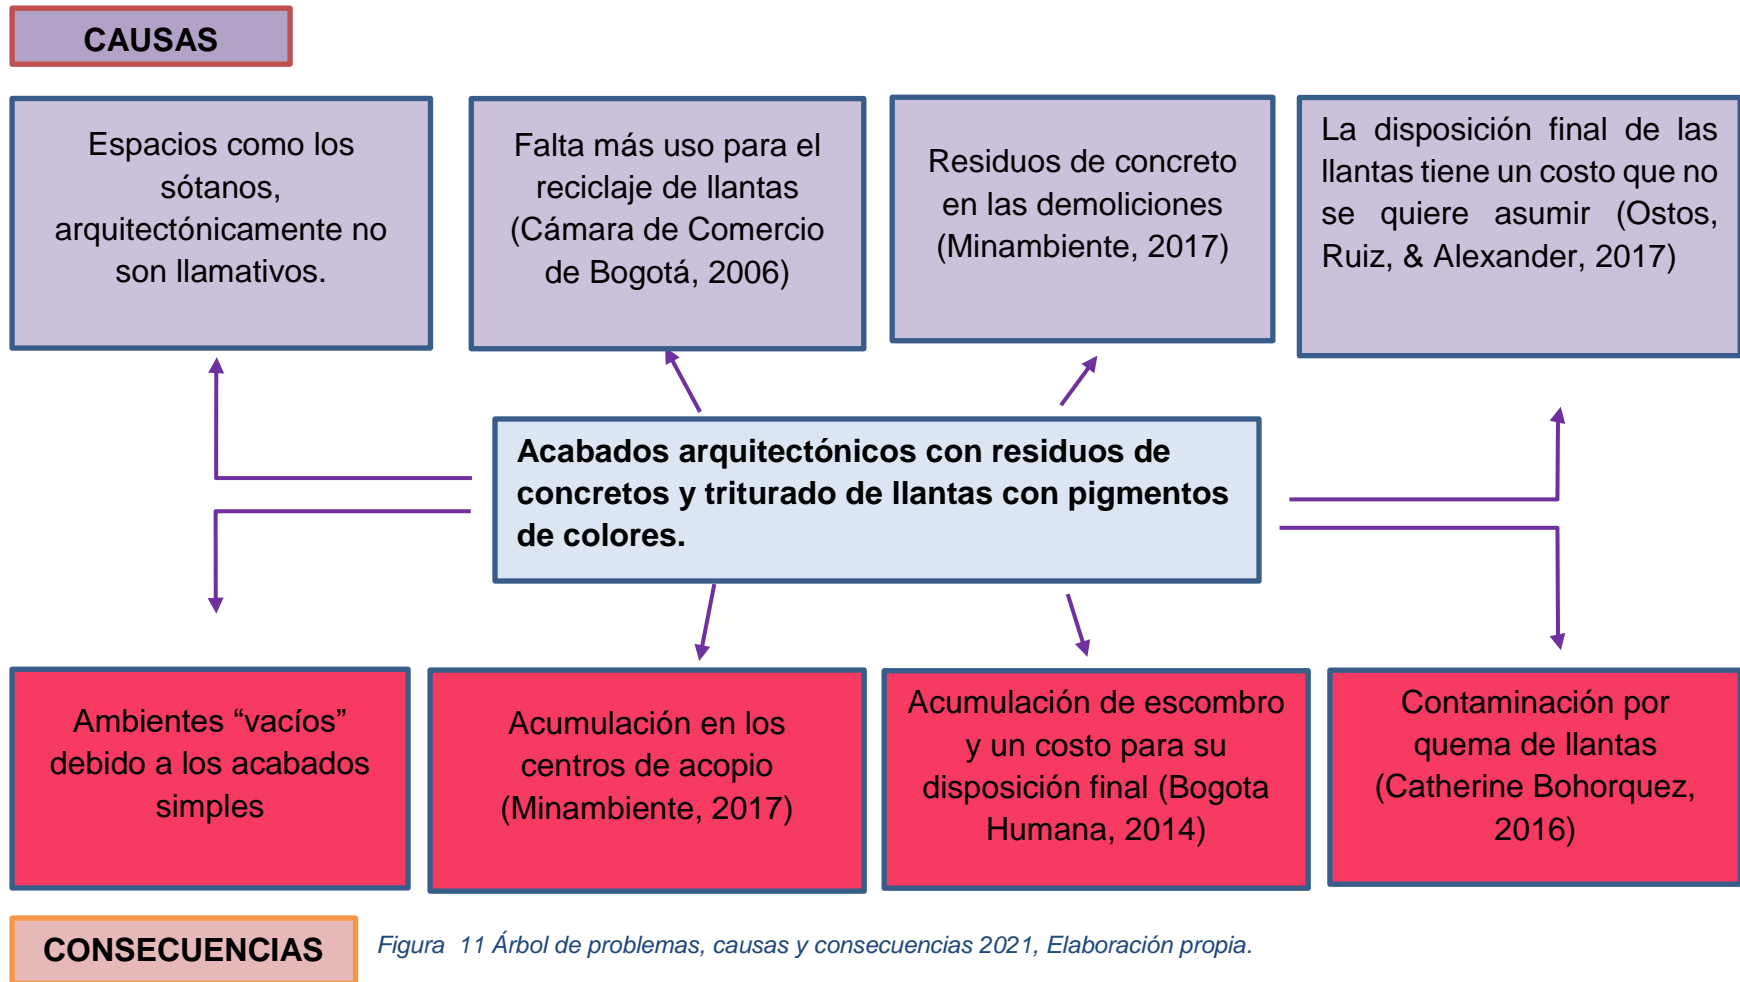 CAUSAS
Espacios como los
sótanos,
arquitectónicamente no
son llamativos.
Falta más uso para el
reciclaje de llantas
(Cámara de Comercio
de Bogotá, 2006)
Residuos de concreto
en las demoliciones
(Minambiente, 2017)
La disposición final de las
llantas tiene un costo que no
se quiere asumir (Ostos,
Ruiz, & Alexander, 2017)
Acabados arquitectónicos con residuos de
concretos y triturado de llantas con pigmentos
de colores.
Ambientes “vacíos”
debido a los acabados
simples
Acumulación en los
centros de acopio
(Minambiente, 2017)
Acumulación de escombro
y un costo para su
disposición final (Bogota
Humana, 2014)
Contaminación por
quema de llantas
(Catherine Bohorquez,
2016)
CONSECUENCIAS
Figura 11 Árbol de problemas, causas y consecuencias 2021, Elaboración propia.